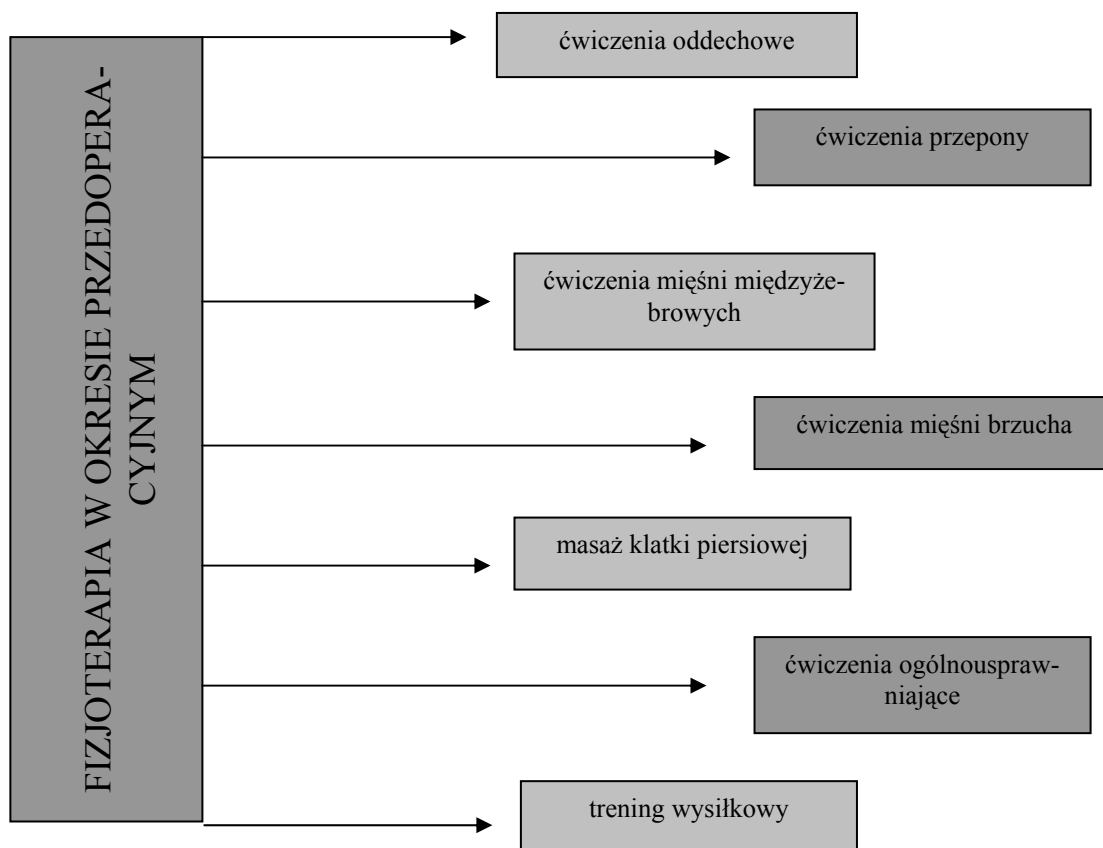 FIZJOTERAPIA W OKRESIE PRZEDOPERA-
CYJNYM
ćwiczenia oddechowe
ćwiczenia przepony
ćwiczenia mięśni międzyże-
browych
ćwiczenia mięśni brzucha
masaż klatki piersiowej
ćwiczenia ogólnouspraw-
niające
trening wysiłkowy